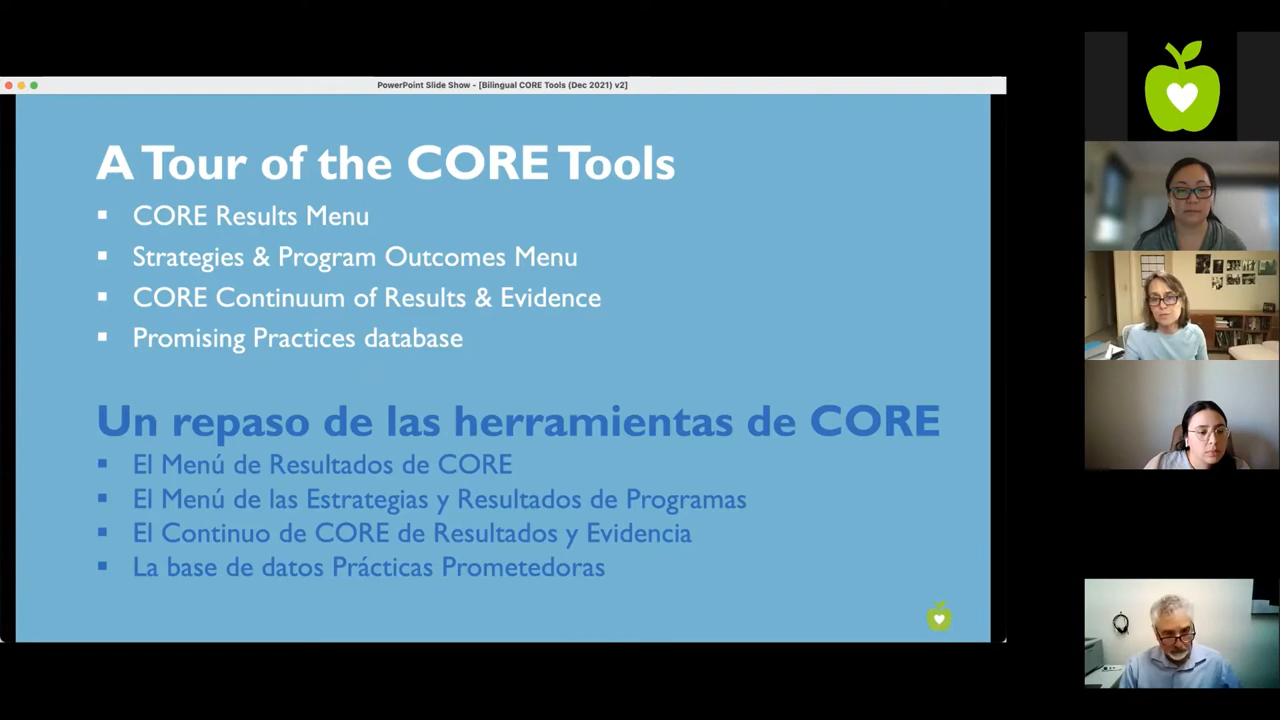 PowerPoint Slide Show - [Bilingual CORE Tools (Dec 2021) v2]
A Tour of the CORE Tools
▪ CORE Results Menu
▪ Strategies & Program Outcomes Menu
▪ CORE Continuum of Results & Evidence
▪ Promising Practices database
Un repaso de las herramientas de CORE
▪ El Menú de Resultados de CORE
▪ El Menú de las Estrategias y Resultados de Programas
▪ El Continuo de CORE de Resultados y Evidencia
▪ La base de datos Prácticas Prometedoras